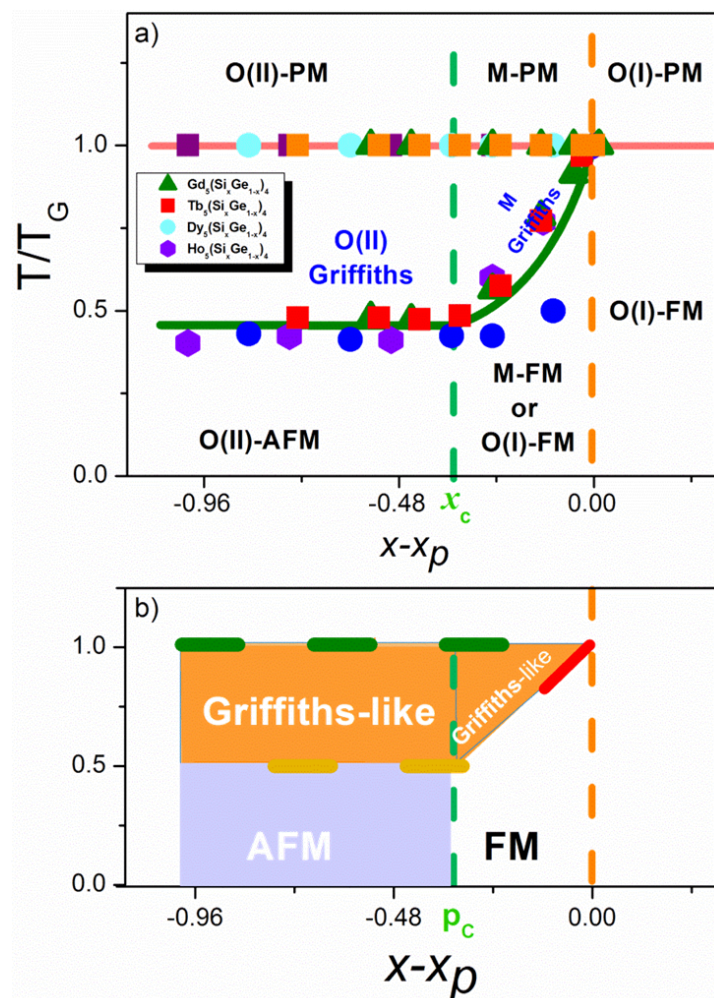 a)
O(II)-PM M-PM O(I)-PM
1.0
Gd5(SixGe1-x)4
Tb5(SixGe1-x)4
Dy5(SixGe1-x)4
Ho5(SixGe1-x)4
M
Griffiths
O(II)
Griffiths
T/TG
0.5
O(I)-FM
M-FM
or
O(I)-FM
O(II)-AFM
0.0
-0.96 -0.48 xc 0.00
x-xp
b)
1.0
Griffiths-like
Griffiths-like
0.5
AFM FM
0.0
-0.96 -0.48 pc 0.00
x-xp